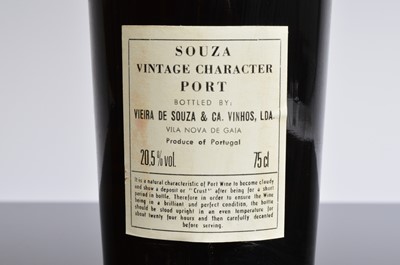 SOUZA
VINTAGE CHARACTER
PORT
BOTTLED BY:
VIEIRA DE SOUZA & CA. VINHOS, LDA.
VILA NOVA DE GAIA
Produce of Portugal
20,5% vol. 75 cl
It is a natural characteristic of Port Wine to become cloudy
and show a deposit or "Crust" after being for a short
period in bottle. Therefore in order to ensure the Wine
being in a brilliant and perfect condition, the bottle
should be stood upright in an even temperature for
about twenty four hours and then carefully decanted
before serving.